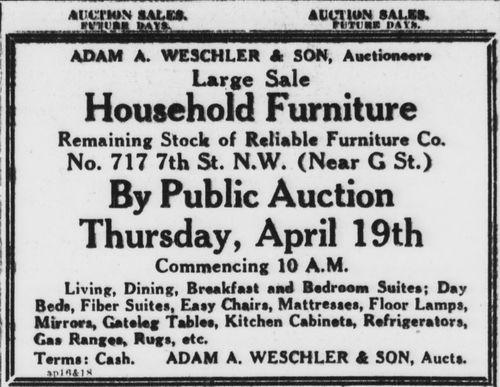 AUCTION SALES. AUCTION SALES.
FUTURE DAYS. FUTURE DAYS.
ADAM A. WESCHLER & SON, Auctioneers
Large Sale
Household Furniture
Remaining Stock of Reliable Furniture Co.
No. 717 7th St. N.W. (Near G St.)
By Public Auction
Thursday, April 19th
Commencing 10 A.M.
Living, Dining, Breakfast and Bedroom Suites; Day
Beds, Fiber Suites, Easy Chairs, Mattresses, Floor Lamps,
Mirrors, Gateleg Tables, Kitchen Cabinets, Refrigerators,
Gas Ranges, Rugs, etc.
Terms: Cash. ADAM A. WESCHLER & SON, Aucts.
ap16&18